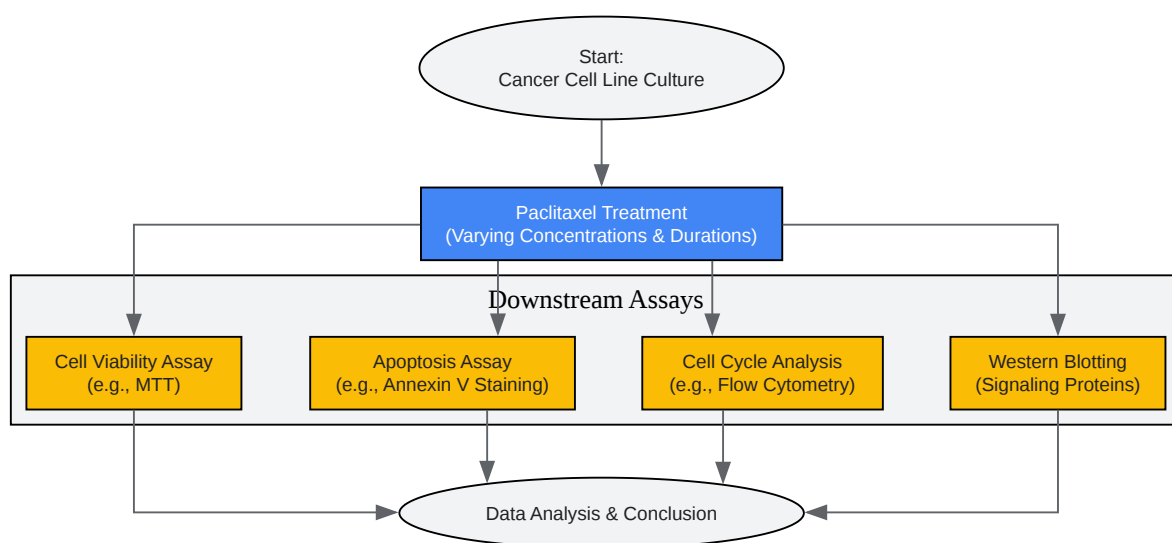 Start:
Cancer Cell Line Culture
Paclitaxel Treatment
(Varying Concentrations & Durations)
Downstream Assays
Cell Viability Assay
(e.g., MTT)
Apoptosis Assay
(e.g., Annexin V Staining)
Cell Cycle Analysis
(e.g., Flow Cytometry)
Western Blotting
(Signaling Proteins)
Data Analysis & Conclusion